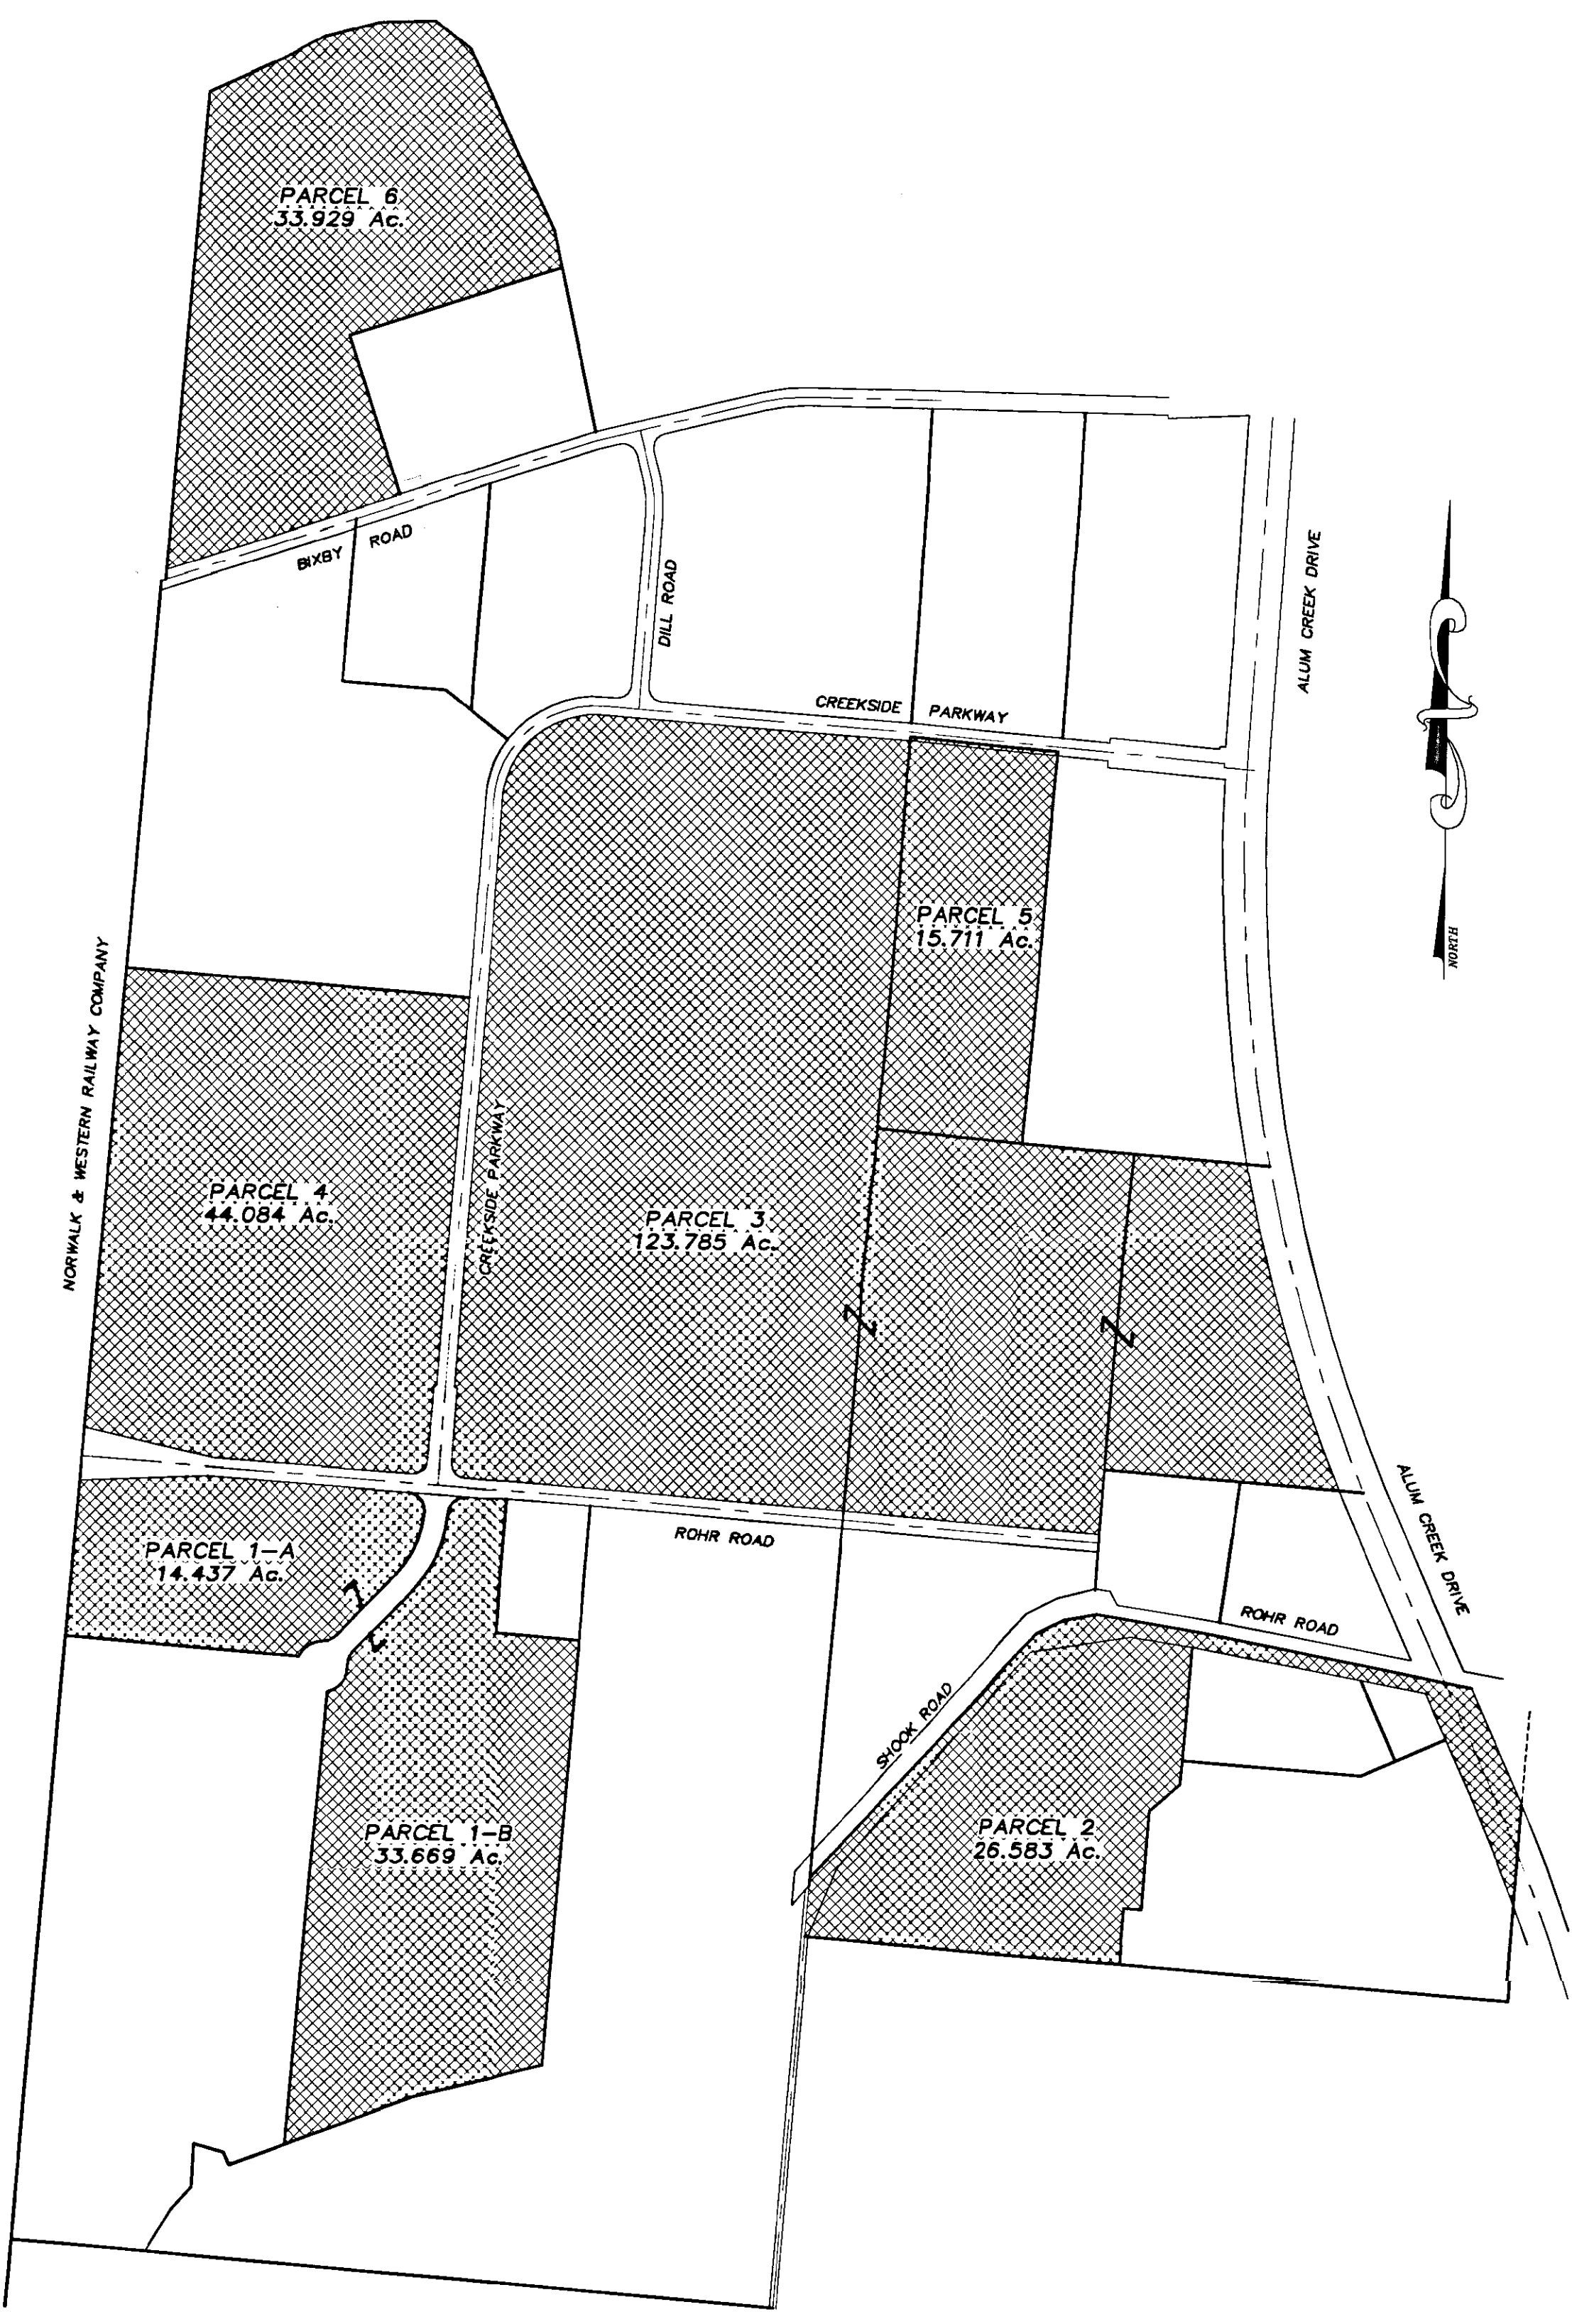 PARCEL 6
33.929 Ac.
BIXBY ROAD
DILL ROAD
ALUM CREEK DRIVE
CREEKSIDE PARKWAY
PARCEL 5
15.711 Ac.
NORTH
NORWALK & WESTERN RAILWAY COMPANY
PARCEL 4
44.084 Ac.
CREEKSIDE PARKWAY
PARCEL 3
123.785 Ac.
Z
Z
ALUM CREEK DRIVE
ROHR ROAD
PARCEL 1-A
14.437 Ac.
Z
ROHR ROAD
SHOOK ROAD
PARCEL 1-B
33.669 Ac.
PARCEL 2
26.583 Ac.